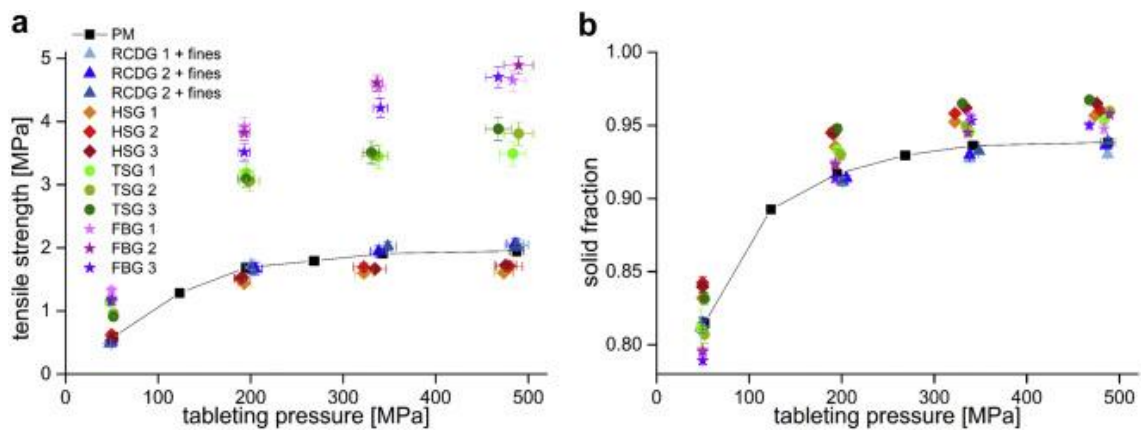 a
PM
RCDG 1 + fines
RCDG 2 + fines
RCDG 2 + fines
HSG 1
HSG 2
HSG 3
TSG 1
TSG 2
TSG 3
FBG 1
FBG 2
FBG 3
tensile strength [MPa]
5
4
3
2
1
0
0 100 200 300 400 500
tableting pressure [MPa]
b
solid fraction
1.00
0.95
0.90
0.85
0.80
0 100 200 300 400 500
tableting pressure [MPa]